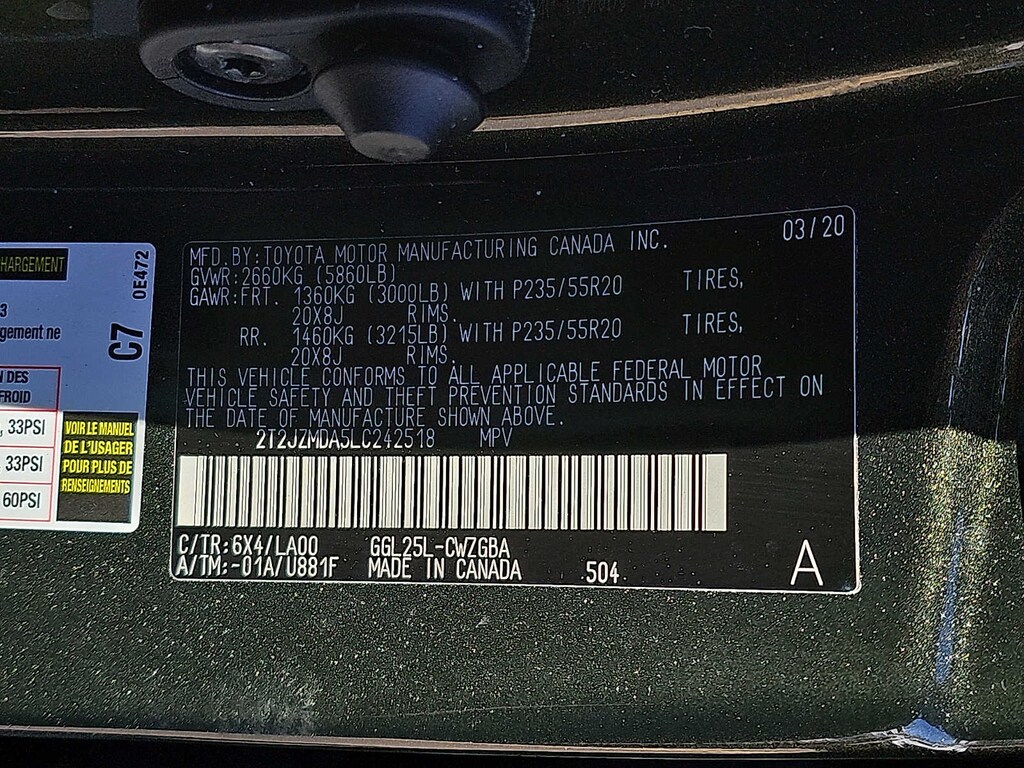 HARGEMENT
0E472
3
gement ne
C7
N DES
FROID
, 33PSI
, 33PSI
60PSI
VOIR LE MANUEL
DE L'USAGER
POUR PLUS DE
RENSEIGNEMENTS
03/20
MFD.BY:TOYOTA MOTOR MANUFACTURING CANADA INC.
GVWR:2660KG (5860LB)
GAWR:FRT. 1360KG (3000LB) WITH P235/55R20 TIRES,
20X8J RIMS.
RR. 1460KG (3215LB) WITH P235/55R20 TIRES,
20X8J RIMS.
THIS VEHICLE CONFORMS TO ALL APPLICABLE FEDERAL MOTOR
VEHICLE SAFETY AND THEFT PREVENTION STANDARDS IN EFFECT ON
THE DATE OF MANUFACTURE SHOWN ABOVE.
2T2JZMDA5LC242518 MPV
C/TR:6X4/LA00 GGL25L-CWZGBA
A/TM:-01A/U881F MADE IN CANADA 504
A